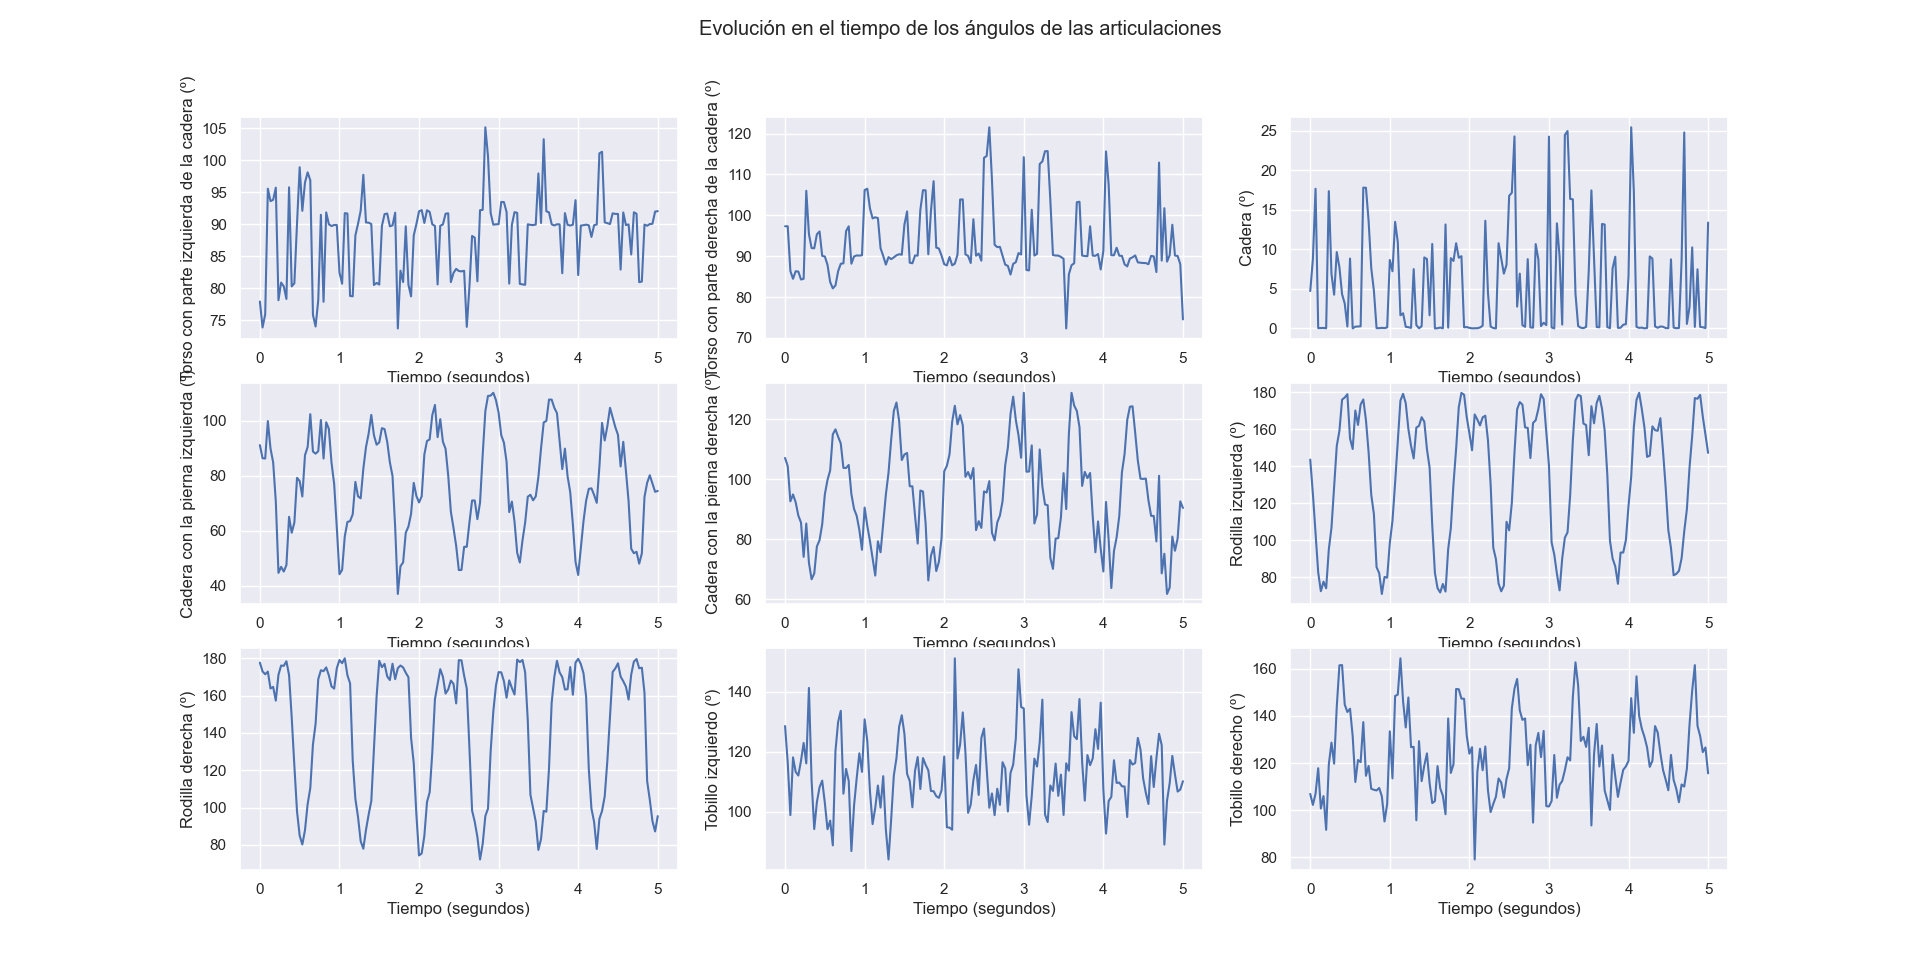 Evolución en el tiempo de los ángulos de las articulaciones
Torso con parte izquierda de la cadera (º)
105
100
95
90
85
80
75
0 1 2 3 4 5
Tiempo (segundos)
Torso con parte derecha de la cadera (º)
120
110
100
90
80
70
0 1 2 3 4 5
Tiempo (segundos)
Cadera (º)
25
20
15
10
5
0
0 1 2 3 4 5
Tiempo (segundos)
Cadera con la pierna izquierda (º)
100
80
60
40
0 1 2 3 4 5
Tiempo (segundos)
Cadera con la pierna derecha (º)
120
100
80
60
0 1 2 3 4 5
Tiempo (segundos)
Rodilla izquierda (º)
180
160
140
120
100
80
0 1 2 3 4 5
Tiempo (segundos)
Rodilla derecha (º)
180
160
140
120
100
80
0 1 2 3 4 5
Tiempo (segundos)
Tobillo izquierdo (º)
140
120
100
0 1 2 3 4 5
Tiempo (segundos)
Tobillo derecho (º)
160
140
120
100
80
0 1 2 3 4 5
Tiempo (segundos)